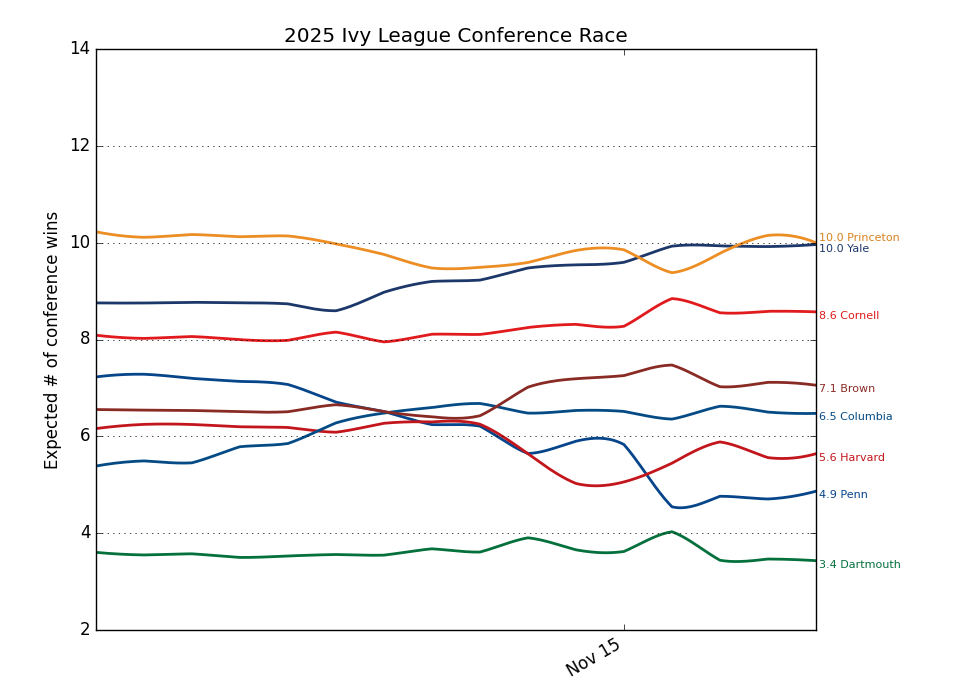 2025 Ivy League Conference Race
Expected # of conference wins
14
12
10
8
6
4
2
Nov 15
10.0 Princeton
10.0 Yale
8.6 Cornell
7.1 Brown
6.5 Columbia
5.6 Harvard
4.9 Penn
3.4 Dartmouth